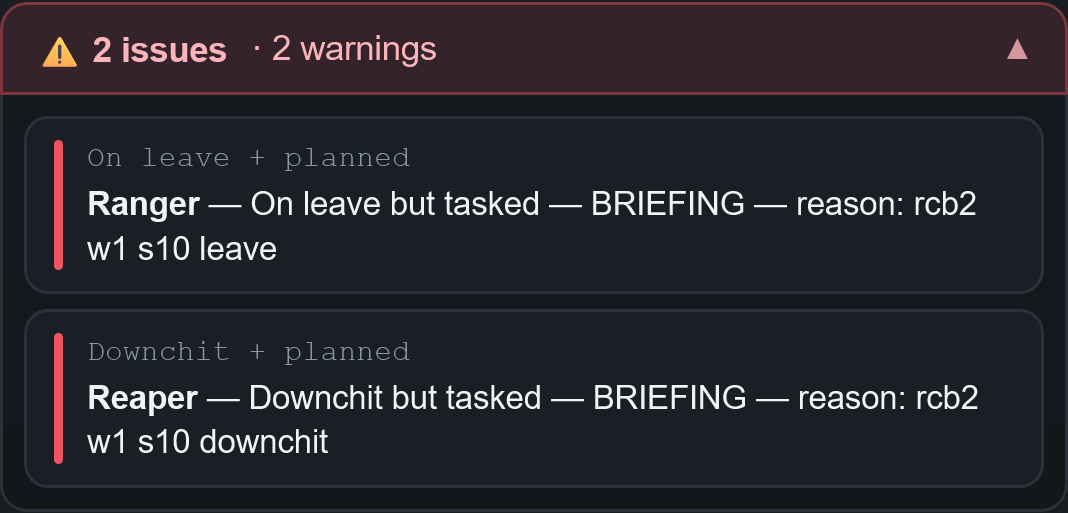 ⚠️ 2 issues · 2 warnings ▲
On leave + planned
Ranger — On leave but tasked — BRIEFING — reason: rcb2
w1 s10 leave
Downchit + planned
Reaper — Downchit but tasked — BRIEFING — reason: rcb2
w1 s10 downchit